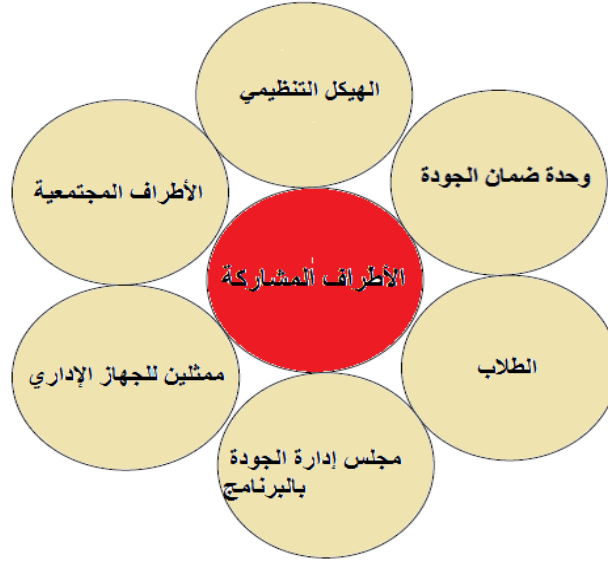 الهيكل التنظيمي
وحدة ضمان الجودة
الأطراف المجتمعية
الأطراف المشاركة
الطلاب
ممثلين للجهاز الإداري
مجلس إدارة الجودة
بالبرنامج